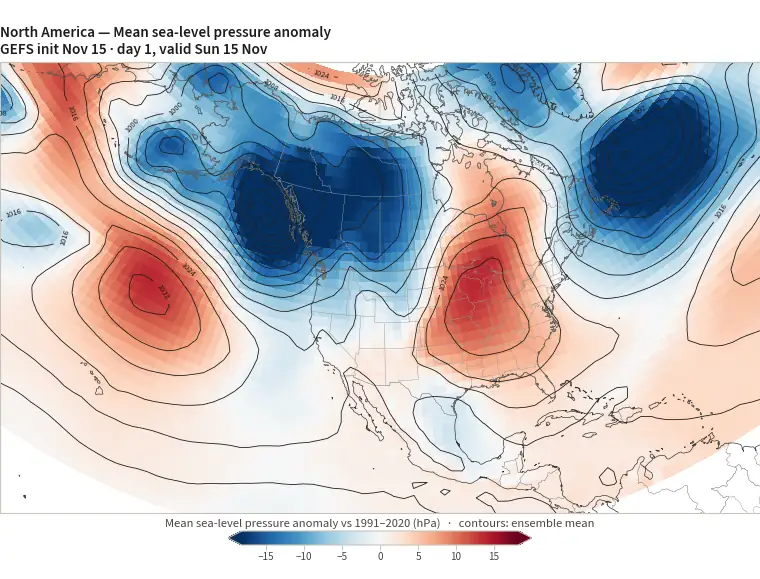 North America — Mean sea-level pressure anomaly
GEFS init Nov 15 · day 1, valid Sun 15 Nov
1024
1016
1016
1000
1000
1016
1016
1016
1024
1032
1024
Mean sea-level pressure anomaly vs 1991–2020 (hPa) · contours: ensemble mean
−15 −10 −5 0 5 10 15